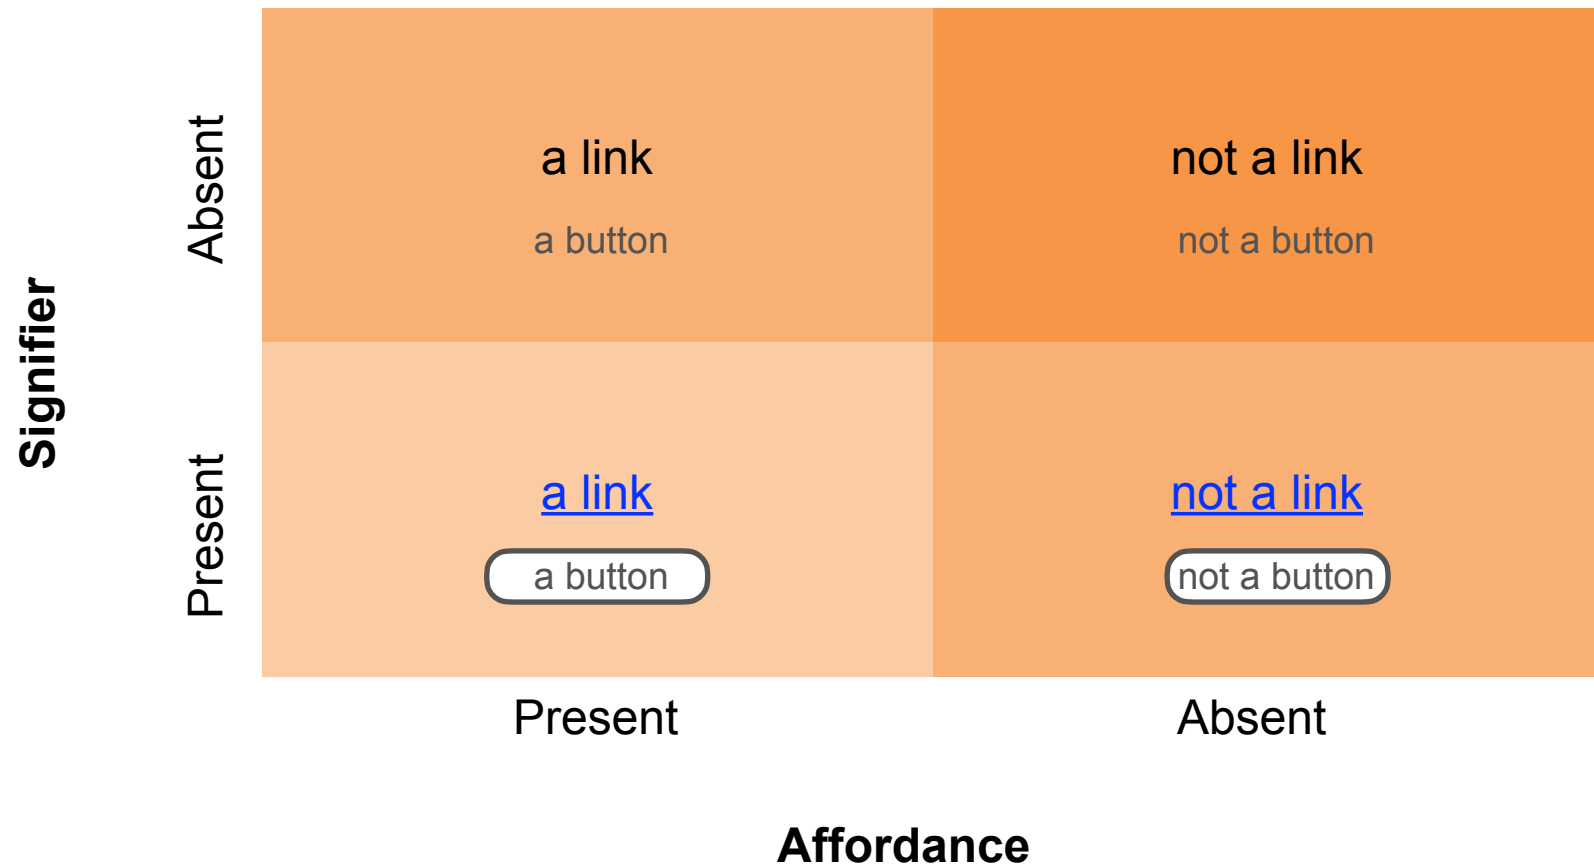 Signifier
Absent
a link
not a link
a button
not a button
Present
a link
not a link
a button
not a button
Present
Absent
Affordance